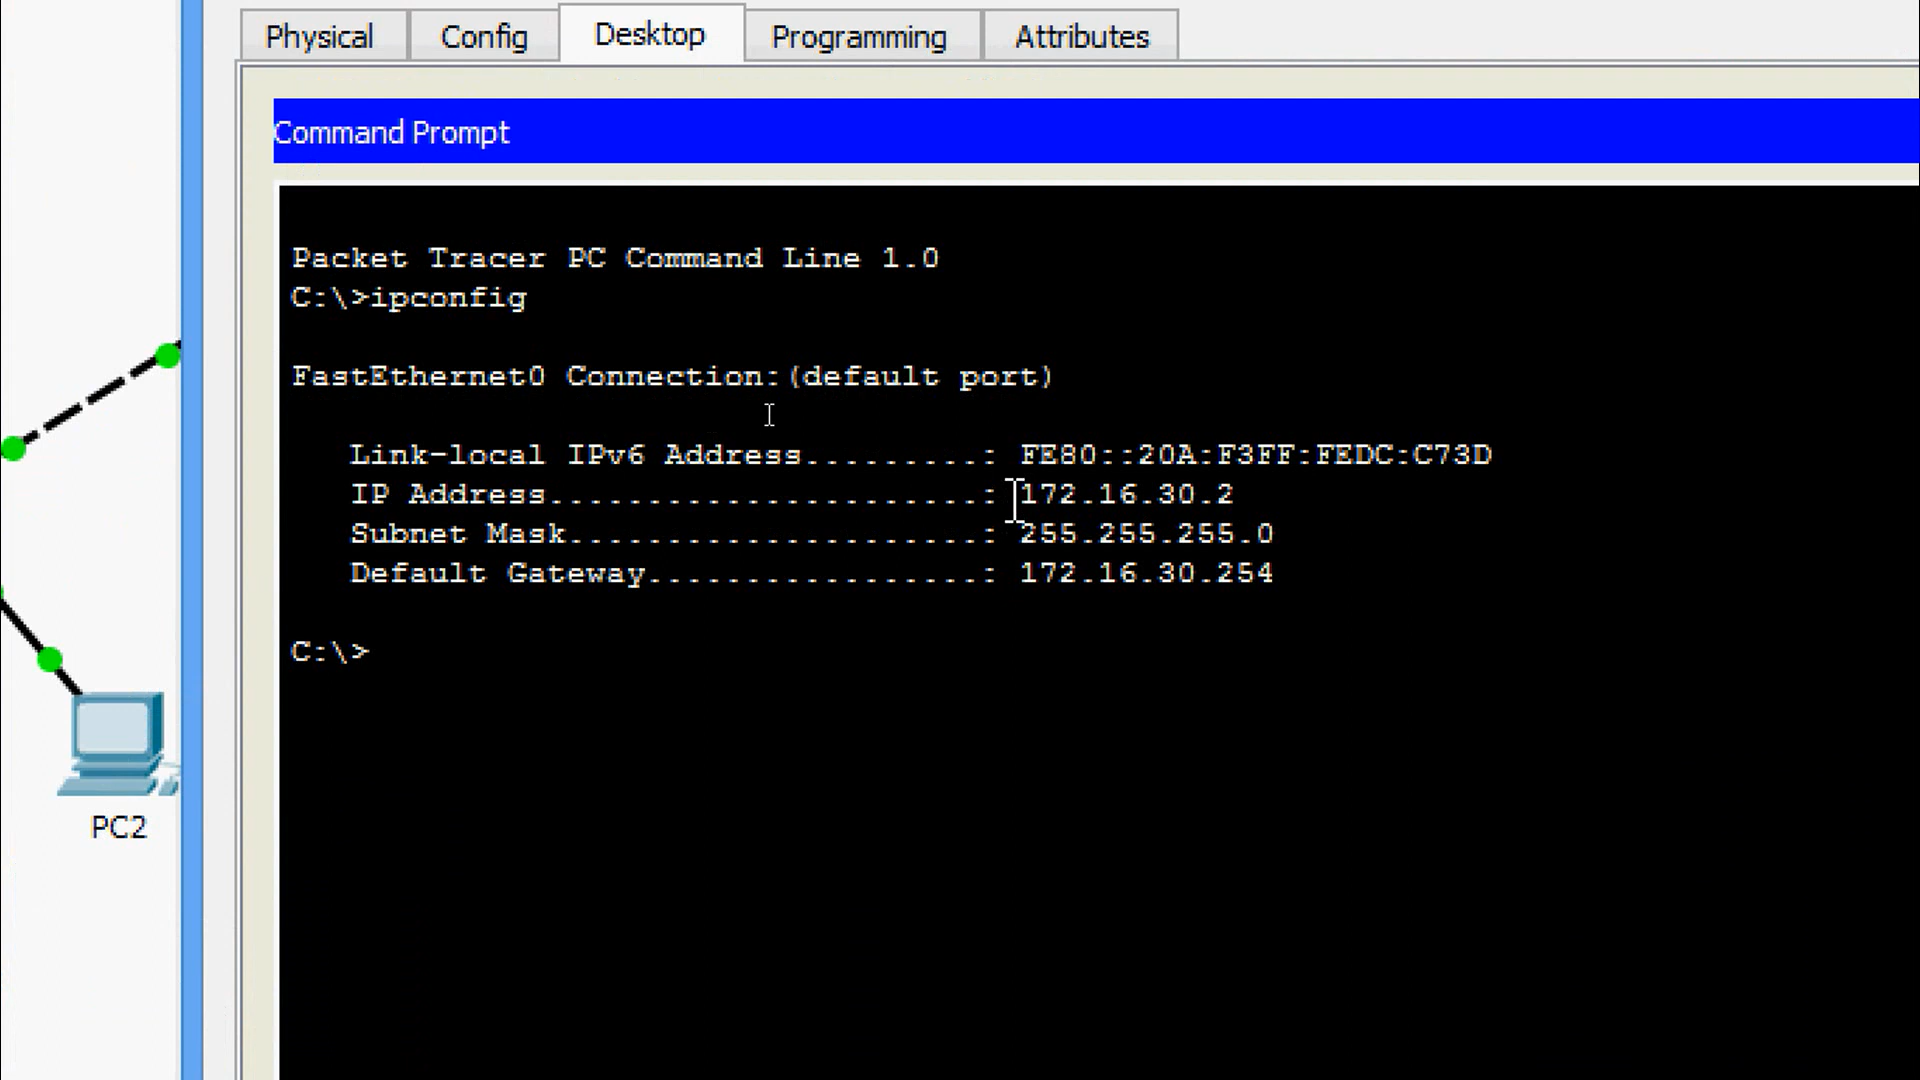 Physical Config Desktop Programming Attributes
Command Prompt
Packet Tracer PC Command Line 1.0
C:\>ipconfig
FastEthernet0 Connection:(default port)
Link-local IPv6 Address.........: FE80::20A:F3FF:FEDC:C73D
IP Address......................: 172.16.30.2
Subnet Mask.....................: 255.255.255.0
Default Gateway.................: 172.16.30.254
C:\>
PC2